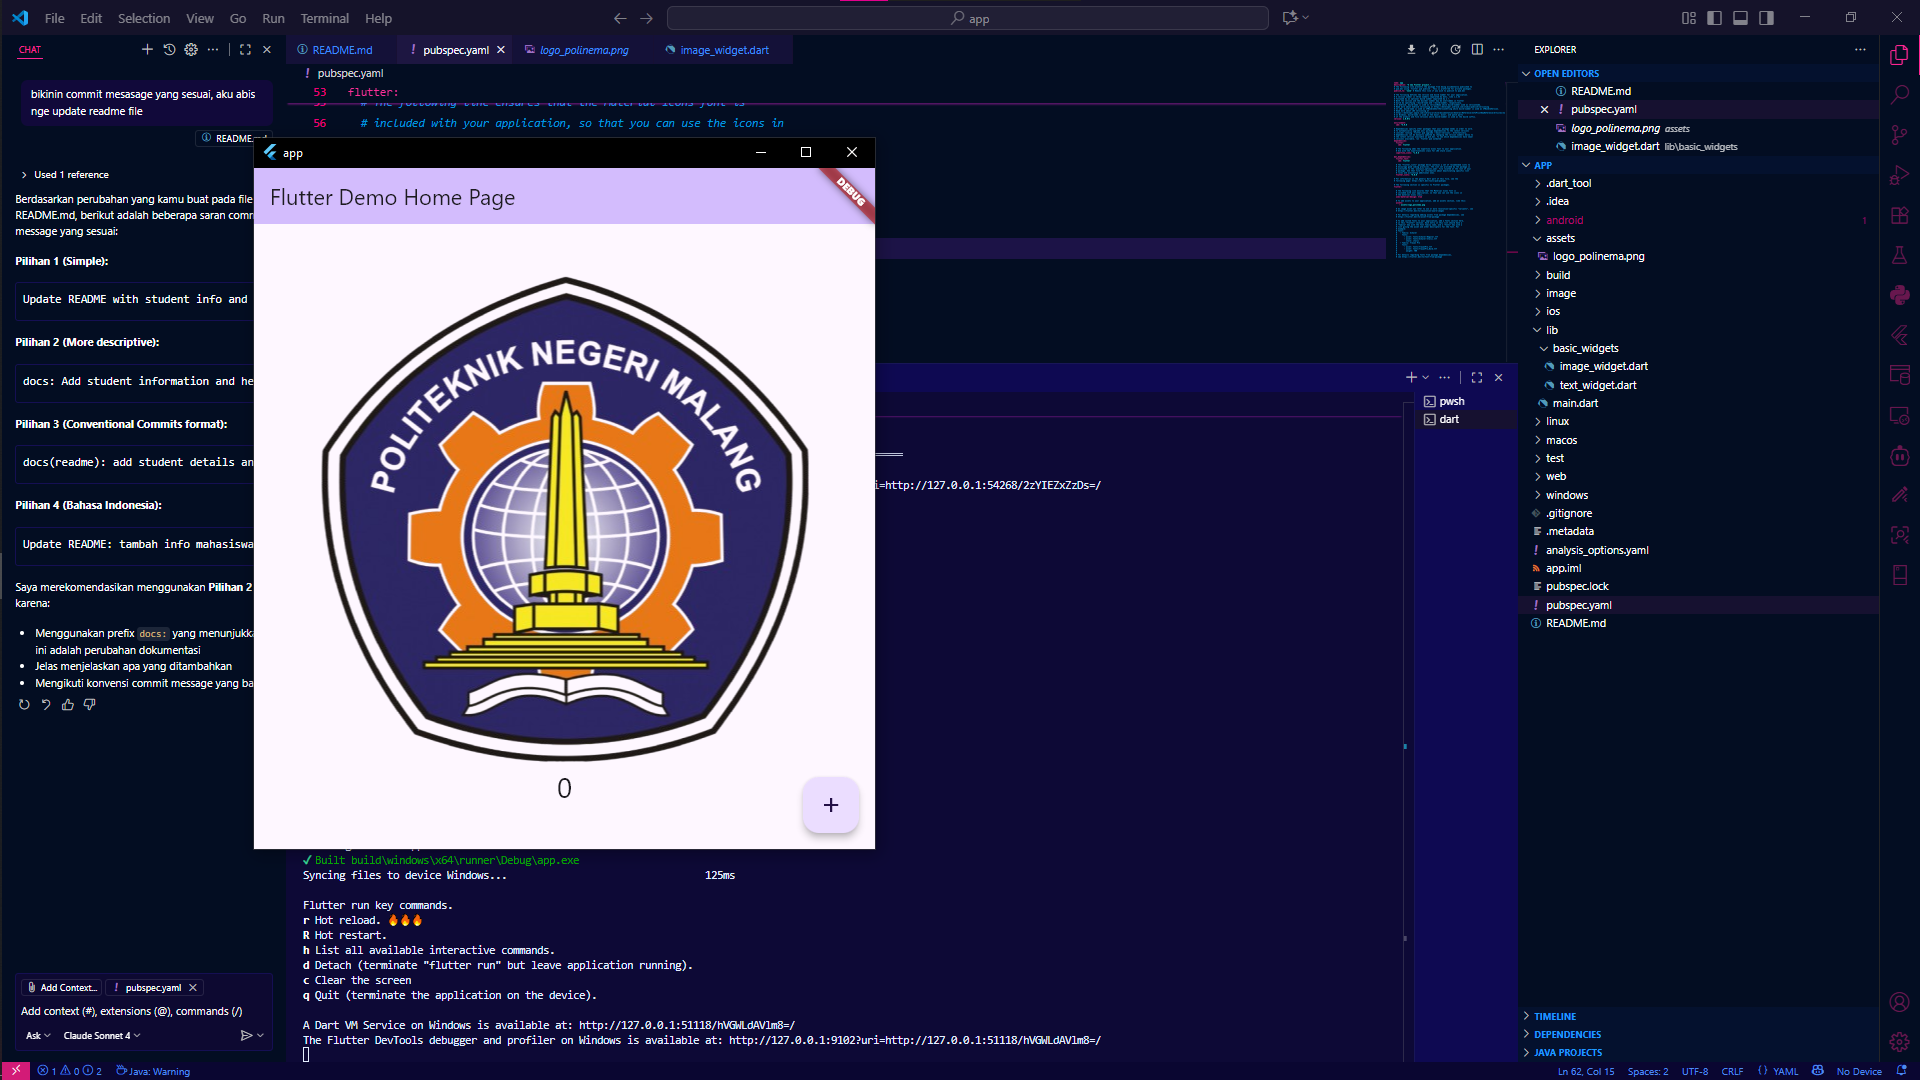 File Edit Selection View Go Run Terminal Help
app
CHAT
bikinin commit mesasage yang sesuai, aku abis
nge update readme file
README
Used 1 reference
Berdasarkan perubahan yang kamu buat pada file
README.md, berikut adalah beberapa saran com
message yang sesuai:
Pilihan 1 (Simple):
Update README with student info and
Pilihan 2 (More descriptive):
docs: Add student information and he
Pilihan 3 (Conventional Commits format):
docs(readme): add student details an
Pilihan 4 (Bahasa Indonesia):
Update README: tambah info mahasiswa
Saya merekomendasikan menggunakan Pilihan 2
karena:
Menggunakan prefix docs: yang menunjukka
ini adalah perubahan dokumentasi
Jelas menjelaskan apa yang ditambahkan
Mengikuti konvensi commit message yang ba
Add Context... ! pubspec.yaml
Add context (#), extensions (@), commands (/)
Ask Claude Sonnet 4
README.md ! pubspec.yaml logo_polinema.png image_widget.dart
! pubspec.yaml
53 flutter:
55 # The following line ensures that the Material Icons font is
56 # included with your application, so that you can use the icons in
app
Flutter Demo Home Page
DEBUG
POLITEKNIK NEGERI MALANG
0
+
i=http://127.0.0.1:54268/2zYIEZxZzDs=/
✓ Built build\windows\x64\runner\Debug\app.exe
Syncing files to device Windows... 125ms
Flutter run key commands.
r Hot reload. 🔥🔥🔥
R Hot restart.
h List all available interactive commands.
d Detach (terminate "flutter run" but leave application running).
c Clear the screen
q Quit (terminate the application on the device).
A Dart VM Service on Windows is available at: http://127.0.0.1:51118/hVGWLdAVlm8=/
The Flutter DevTools debugger and profiler on Windows is available at: http://127.0.0.1:9102?uri=http://127.0.0.1:51118/hVGWLdAVlm8=/
pwsh
dart
EXPLORER
OPEN EDITORS
README.md
! pubspec.yaml
logo_polinema.png assets
image_widget.dart lib\basic_widgets
APP
.dart_tool
.idea
android 1
assets
logo_polinema.png
build
image
ios
lib
basic_widgets
image_widget.dart
text_widget.dart
main.dart
linux
macos
test
web
windows
.gitignore
.metadata
! analysis_options.yaml
app.iml
pubspec.lock
! pubspec.yaml
README.md
TIMELINE
DEPENDENCIES
JAVA PROJECTS
1 0 2 Java: Warning
Ln 62, Col 15 Spaces: 2 UTF-8 CRLF YAML No Device